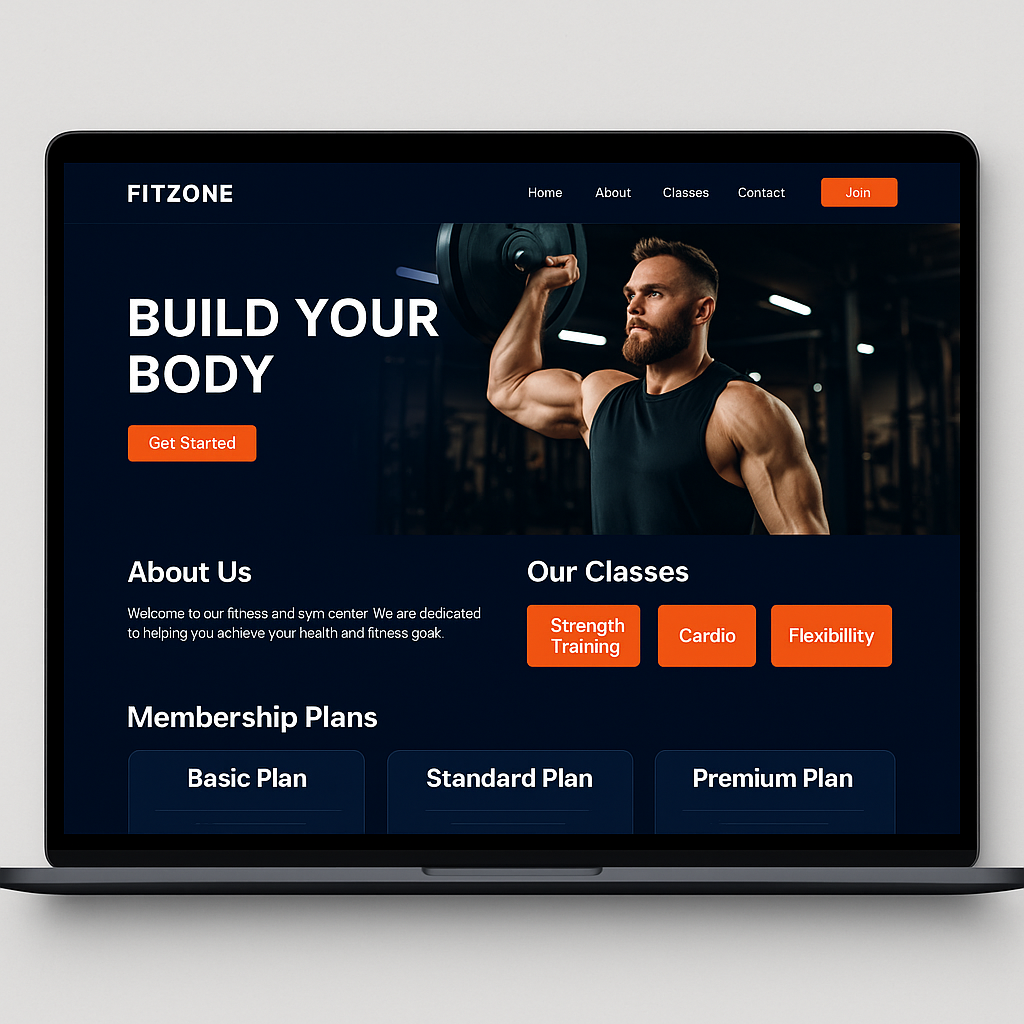 FITZONE
Home About Classes Contact Join
BUILD YOUR
BODY
Get Started
About Us
Welcome to our fitness and sym center We are dedicated
to helping you achieve your health and fitness goak.
Our Classes
Strength
Training
Cardio
Flexibillity
Membership Plans
Basic Plan
Standard Plan
Premium Plan